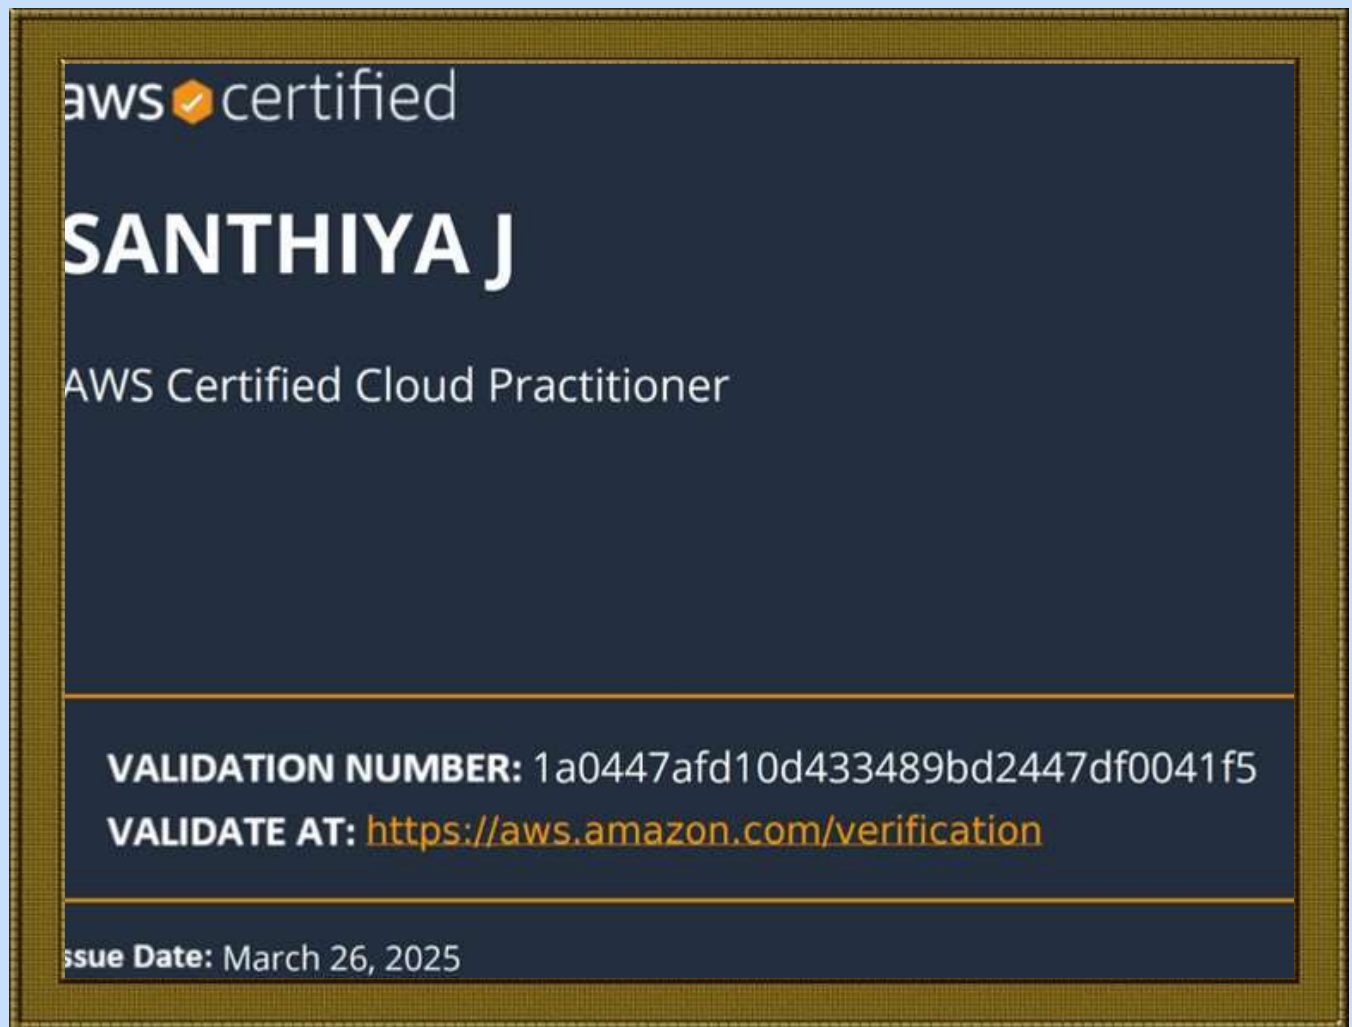 aws certified
SANTHIYA J
AWS Certified Cloud Practitioner
VALIDATION NUMBER: 1a0447afd10d433489bd2447df0041f5
VALIDATE AT: https://aws.amazon.com/verification
ssue Date: March 26, 2025